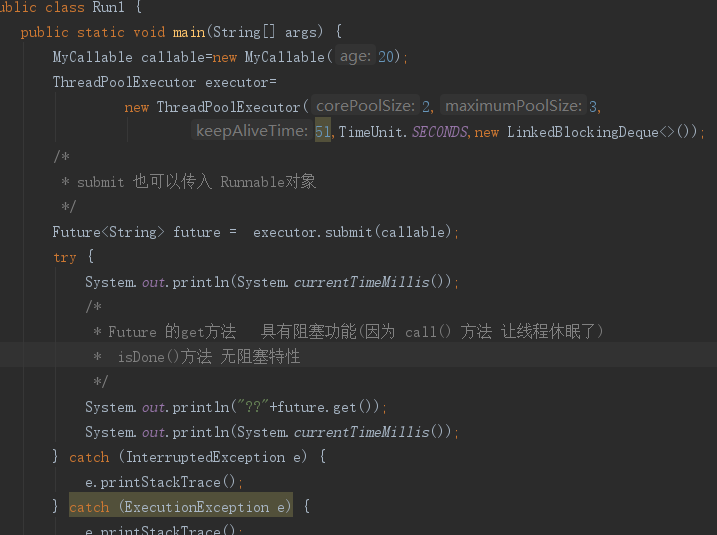 ublic class Run1 {
public static void main(String[] args) {
MyCallable callable=new MyCallable( age: 20);
ThreadPoolExecutor executor=
new ThreadPoolExecutor( corePoolSize: 2, maximumPoolSize: 3,
keepAliveTime: 51,TimeUnit.SECONDS,new LinkedBlockingDeque<>());
/*
* submit 也可以传入 Runnable对象
*/
Future<String> future = executor.submit(callable);
try {
System.out.println(System.currentTimeMillis());
/*
* Future 的get方法 具有阻塞功能(因为 call() 方法 让线程休眠了)
* isDone()方法 无阻塞特性
*/
System.out.println("??"+future.get());
System.out.println(System.currentTimeMillis());
} catch (InterruptedException e) {
e.printStackTrace();
} catch (ExecutionException e) {
e.printStackTrace();